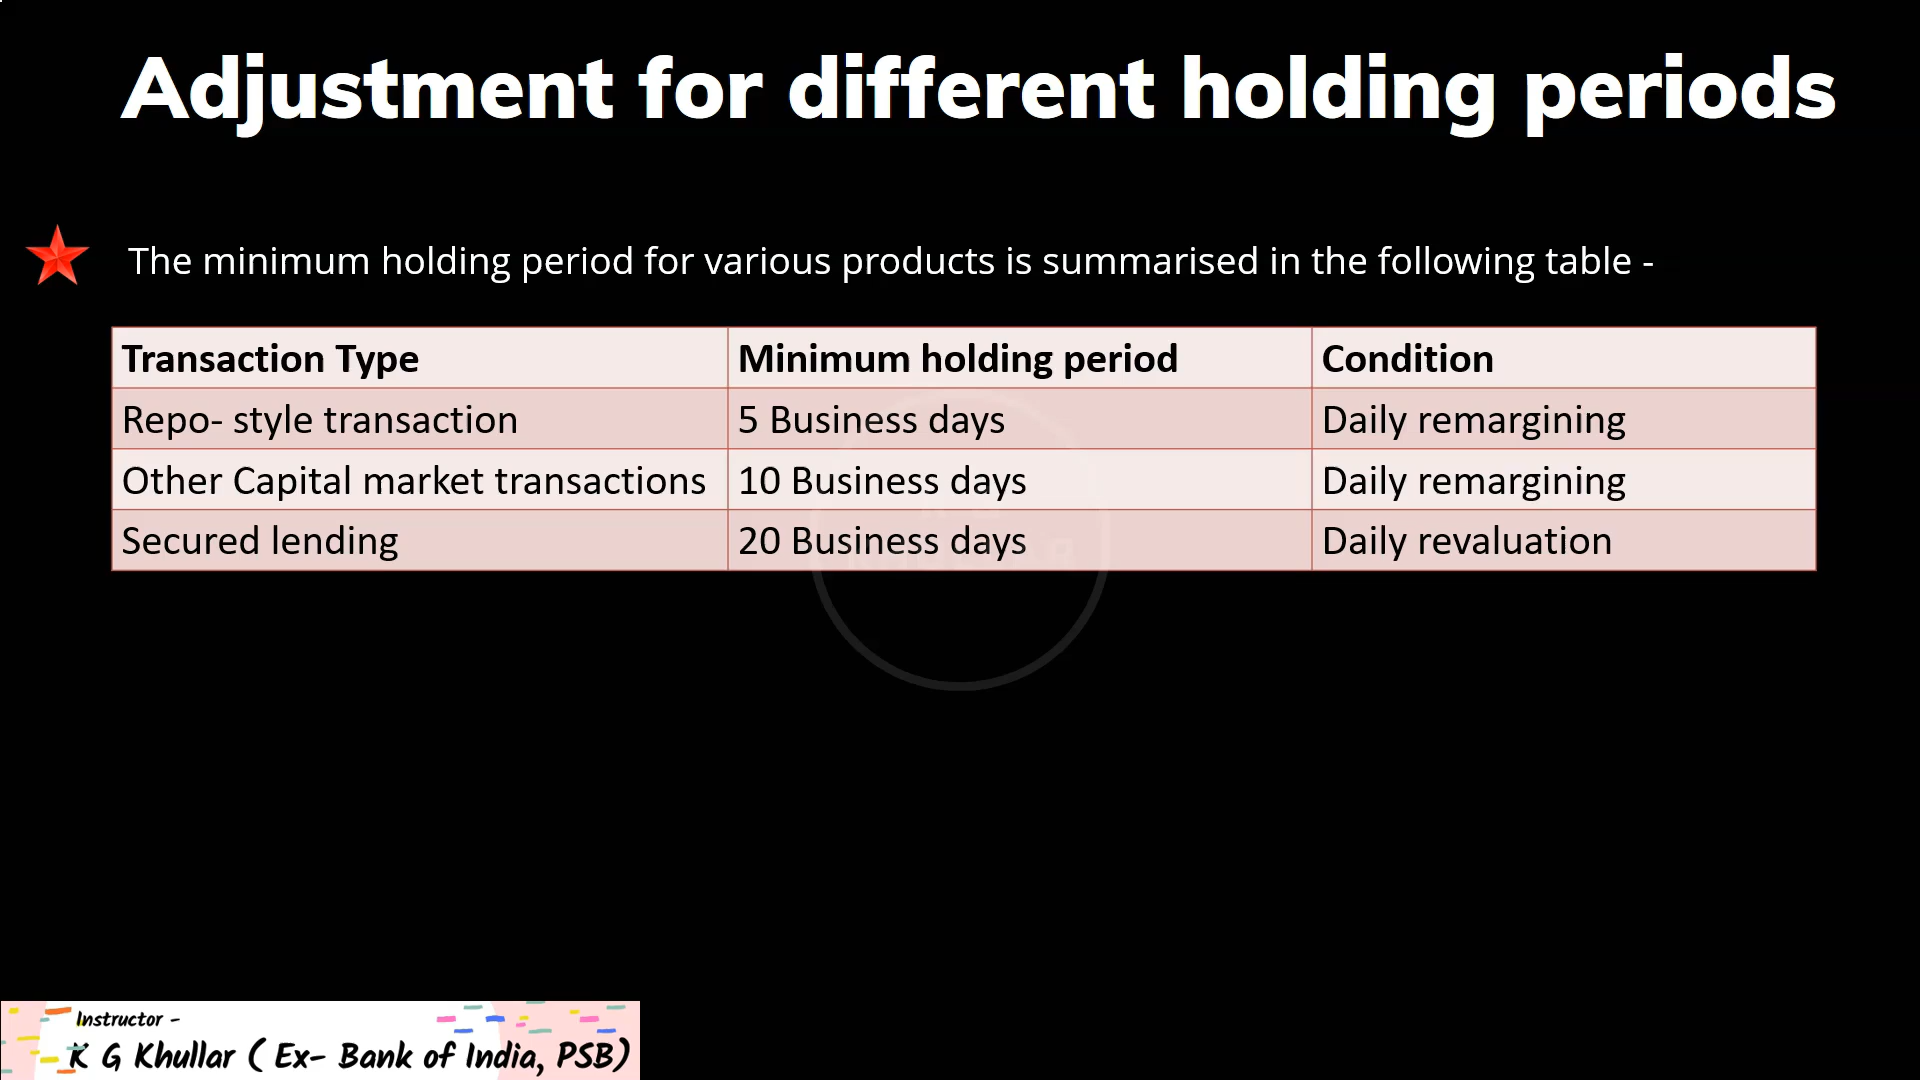 Adjustment for different holding periods
The minimum holding period for various products is summarised in the following table -
Transaction Type Minimum holding period Condition
Repo- style transaction 5 Business days Daily remargining
Other Capital market transactions 10 Business days Daily remargining
Secured lending 20 Business days Daily revaluation
Instructor -
K G Khullar ( Ex- Bank of India, PSB)